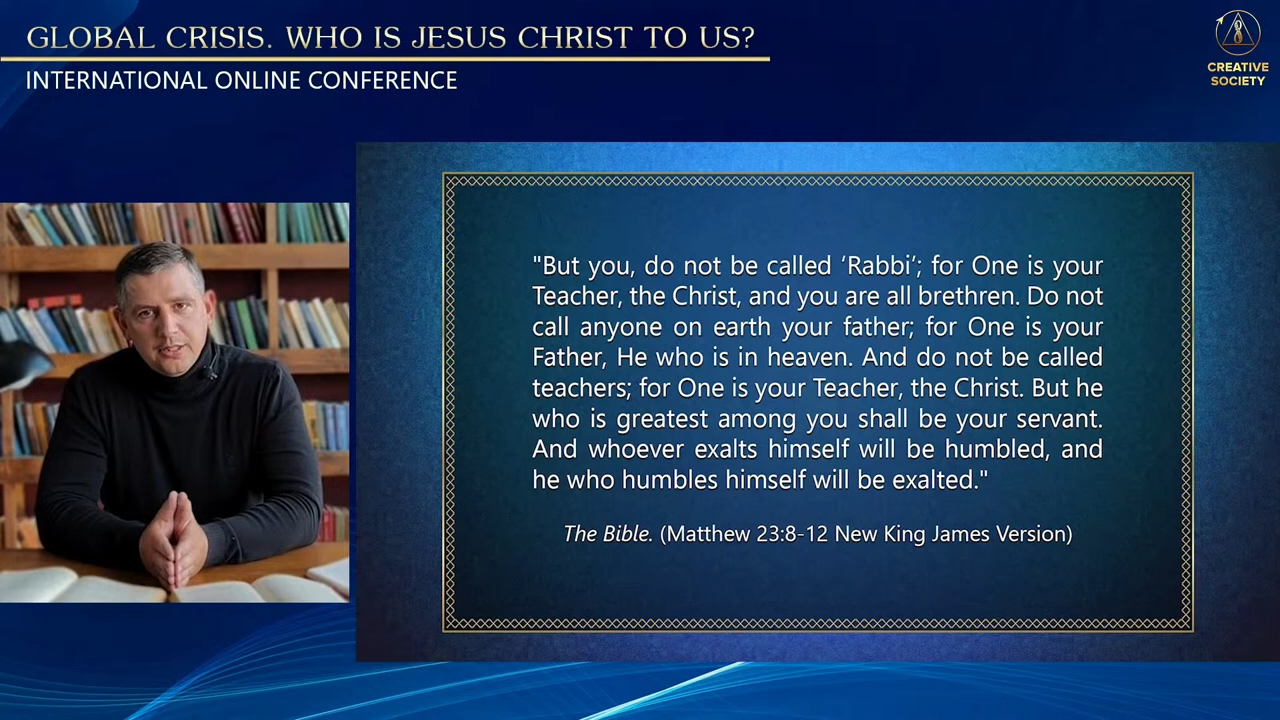 GLOBAL CRISIS. WHO IS JESUS CHRIST TO US?
INTERNATIONAL ONLINE CONFERENCE
CREATIVE
SOCIETY
"But you, do not be called ‘Rabbi’; for One is your
Teacher, the Christ, and you are all brethren. Do not
call anyone on earth your father; for One is your
Father, He who is in heaven. And do not be called
teachers; for One is your Teacher, the Christ. But he
who is greatest among you shall be your servant.
And whoever exalts himself will be humbled, and
he who humbles himself will be exalted."
The Bible. (Matthew 23:8-12 New King James Version)